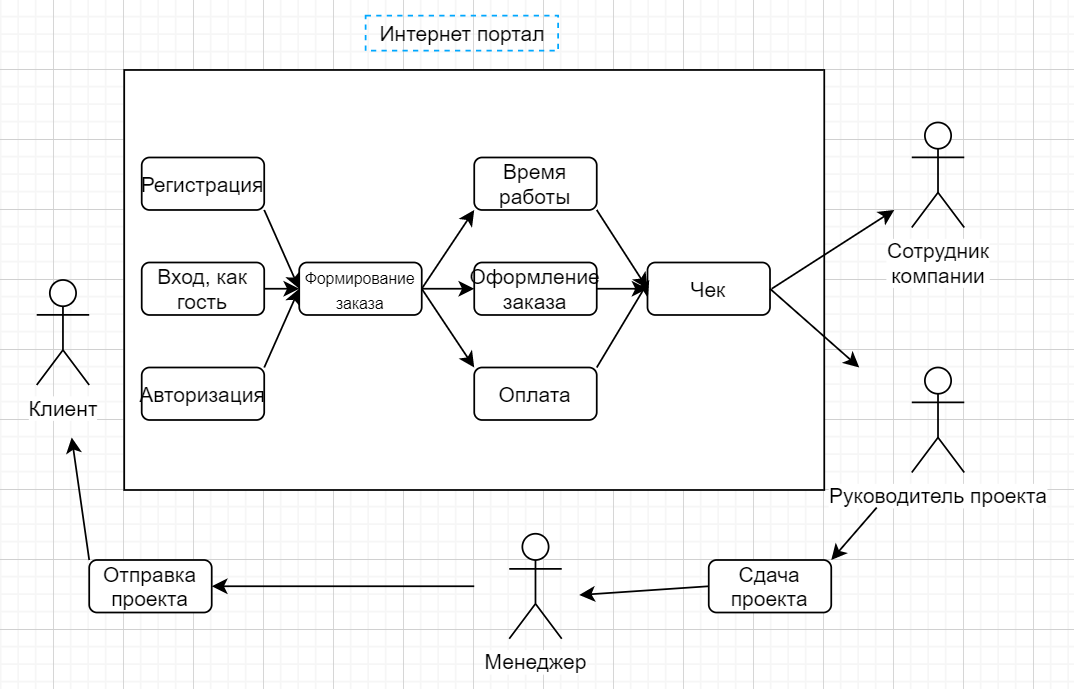 Интернет портал
Регистрация
Время
работы
Вход, как
гость
Формирование
заказа
Оформление
заказа
Чек
Сотрудник
компании
Авторизация
Оплата
Клиент
Руководитель проекта
Отправка
проекта
Сдача
проекта
Менеджер